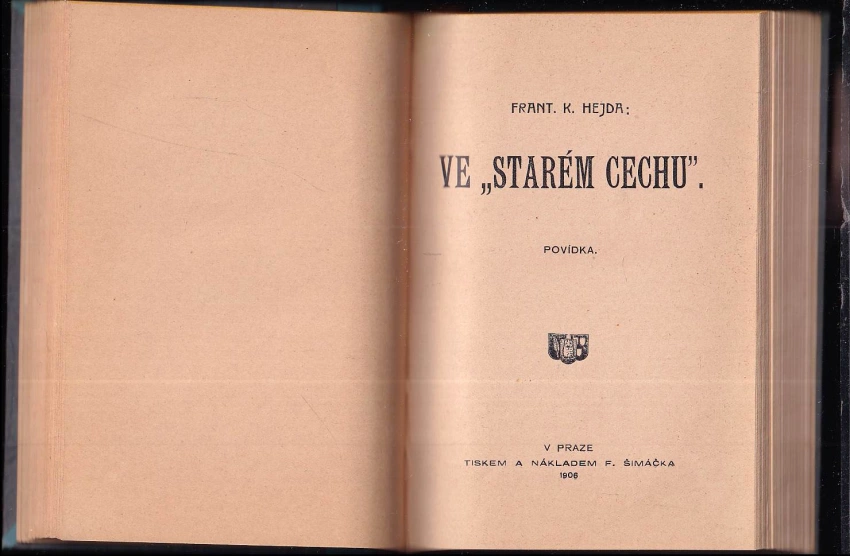 FRANT. K. HEJDA:
VE „STARÉM CECHU”.
POVÍDKA.
V PRAZE
TISKEM A NÁKLADEM F. ŠIMÁČKA
1906